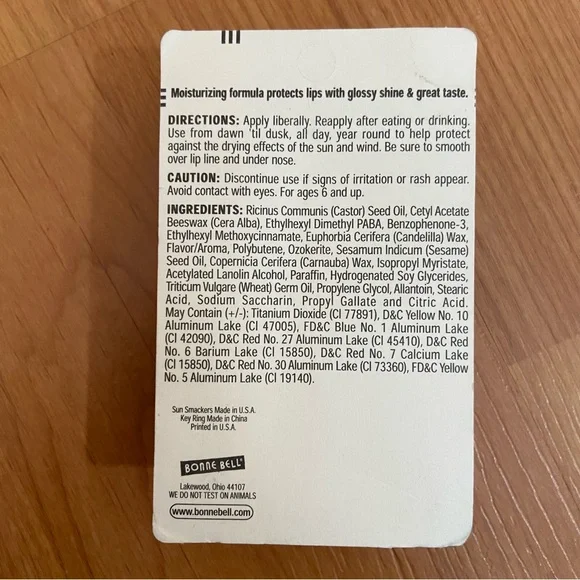 Moisturizing formula protects lips with glossy shine & great taste.
DIRECTIONS: Apply liberally. Reapply after eating or drinking.
Use from dawn 'til dusk, all day, year round to help protect
against the drying effects of the sun and wind. Be sure to smooth
over lip line and under nose.
CAUTION: Discontinue use if signs of irritation or rash appear.
Avoid contact with eyes. For ages 6 and up.
INGREDIENTS: Ricinus Communis (Castor) Seed Oil, Cetyl Acetate
Beeswax (Cera Alba), Ethylhexyl Dimethyl PABA, Benzophenone-3,
Ethylhexyl Methoxycinnamate, Euphorbia Cerifera (Candelilla) Wax,
Flavor/Aroma, Polybutene, Ozokerite, Sesamum Indicum (Sesame)
Seed Oil, Copernicia Cerifera (Carnauba) Wax, Isopropyl Myristate,
Acetylated Lanolin Alcohol, Paraffin, Hydrogenated Soy Glycerides,
Triticum Vulgare (Wheat) Germ Oil, Propylene Glycol, Allantoin, Stearic
Acid, Sodium Saccharin, Propyl Gallate and Citric Acid.
May Contain (+/-): Titanium Dioxide (CI 77891), D&C Yellow No. 10
Aluminum Lake (CI 47005), FD&C Blue No. 1 Aluminum Lake
(CI 42090), D&C Red No. 27 Aluminum Lake (CI 45410), D&C Red
No. 6 Barium Lake (CI 15850), D&C Red No. 7 Calcium Lake
(CI 15850), D&C Red No. 30 Aluminum Lake (CI 73360), FD&C Yellow
No. 5 Aluminum Lake (CI 19140).
Sun Smackers Made in U.S.A.
Key Ring Made in China
Printed in U.S.A.
BONNE BELL®
Lakewood, Ohio 44107
WE DO NOT TEST ON ANIMALS
www.bonnebell.com